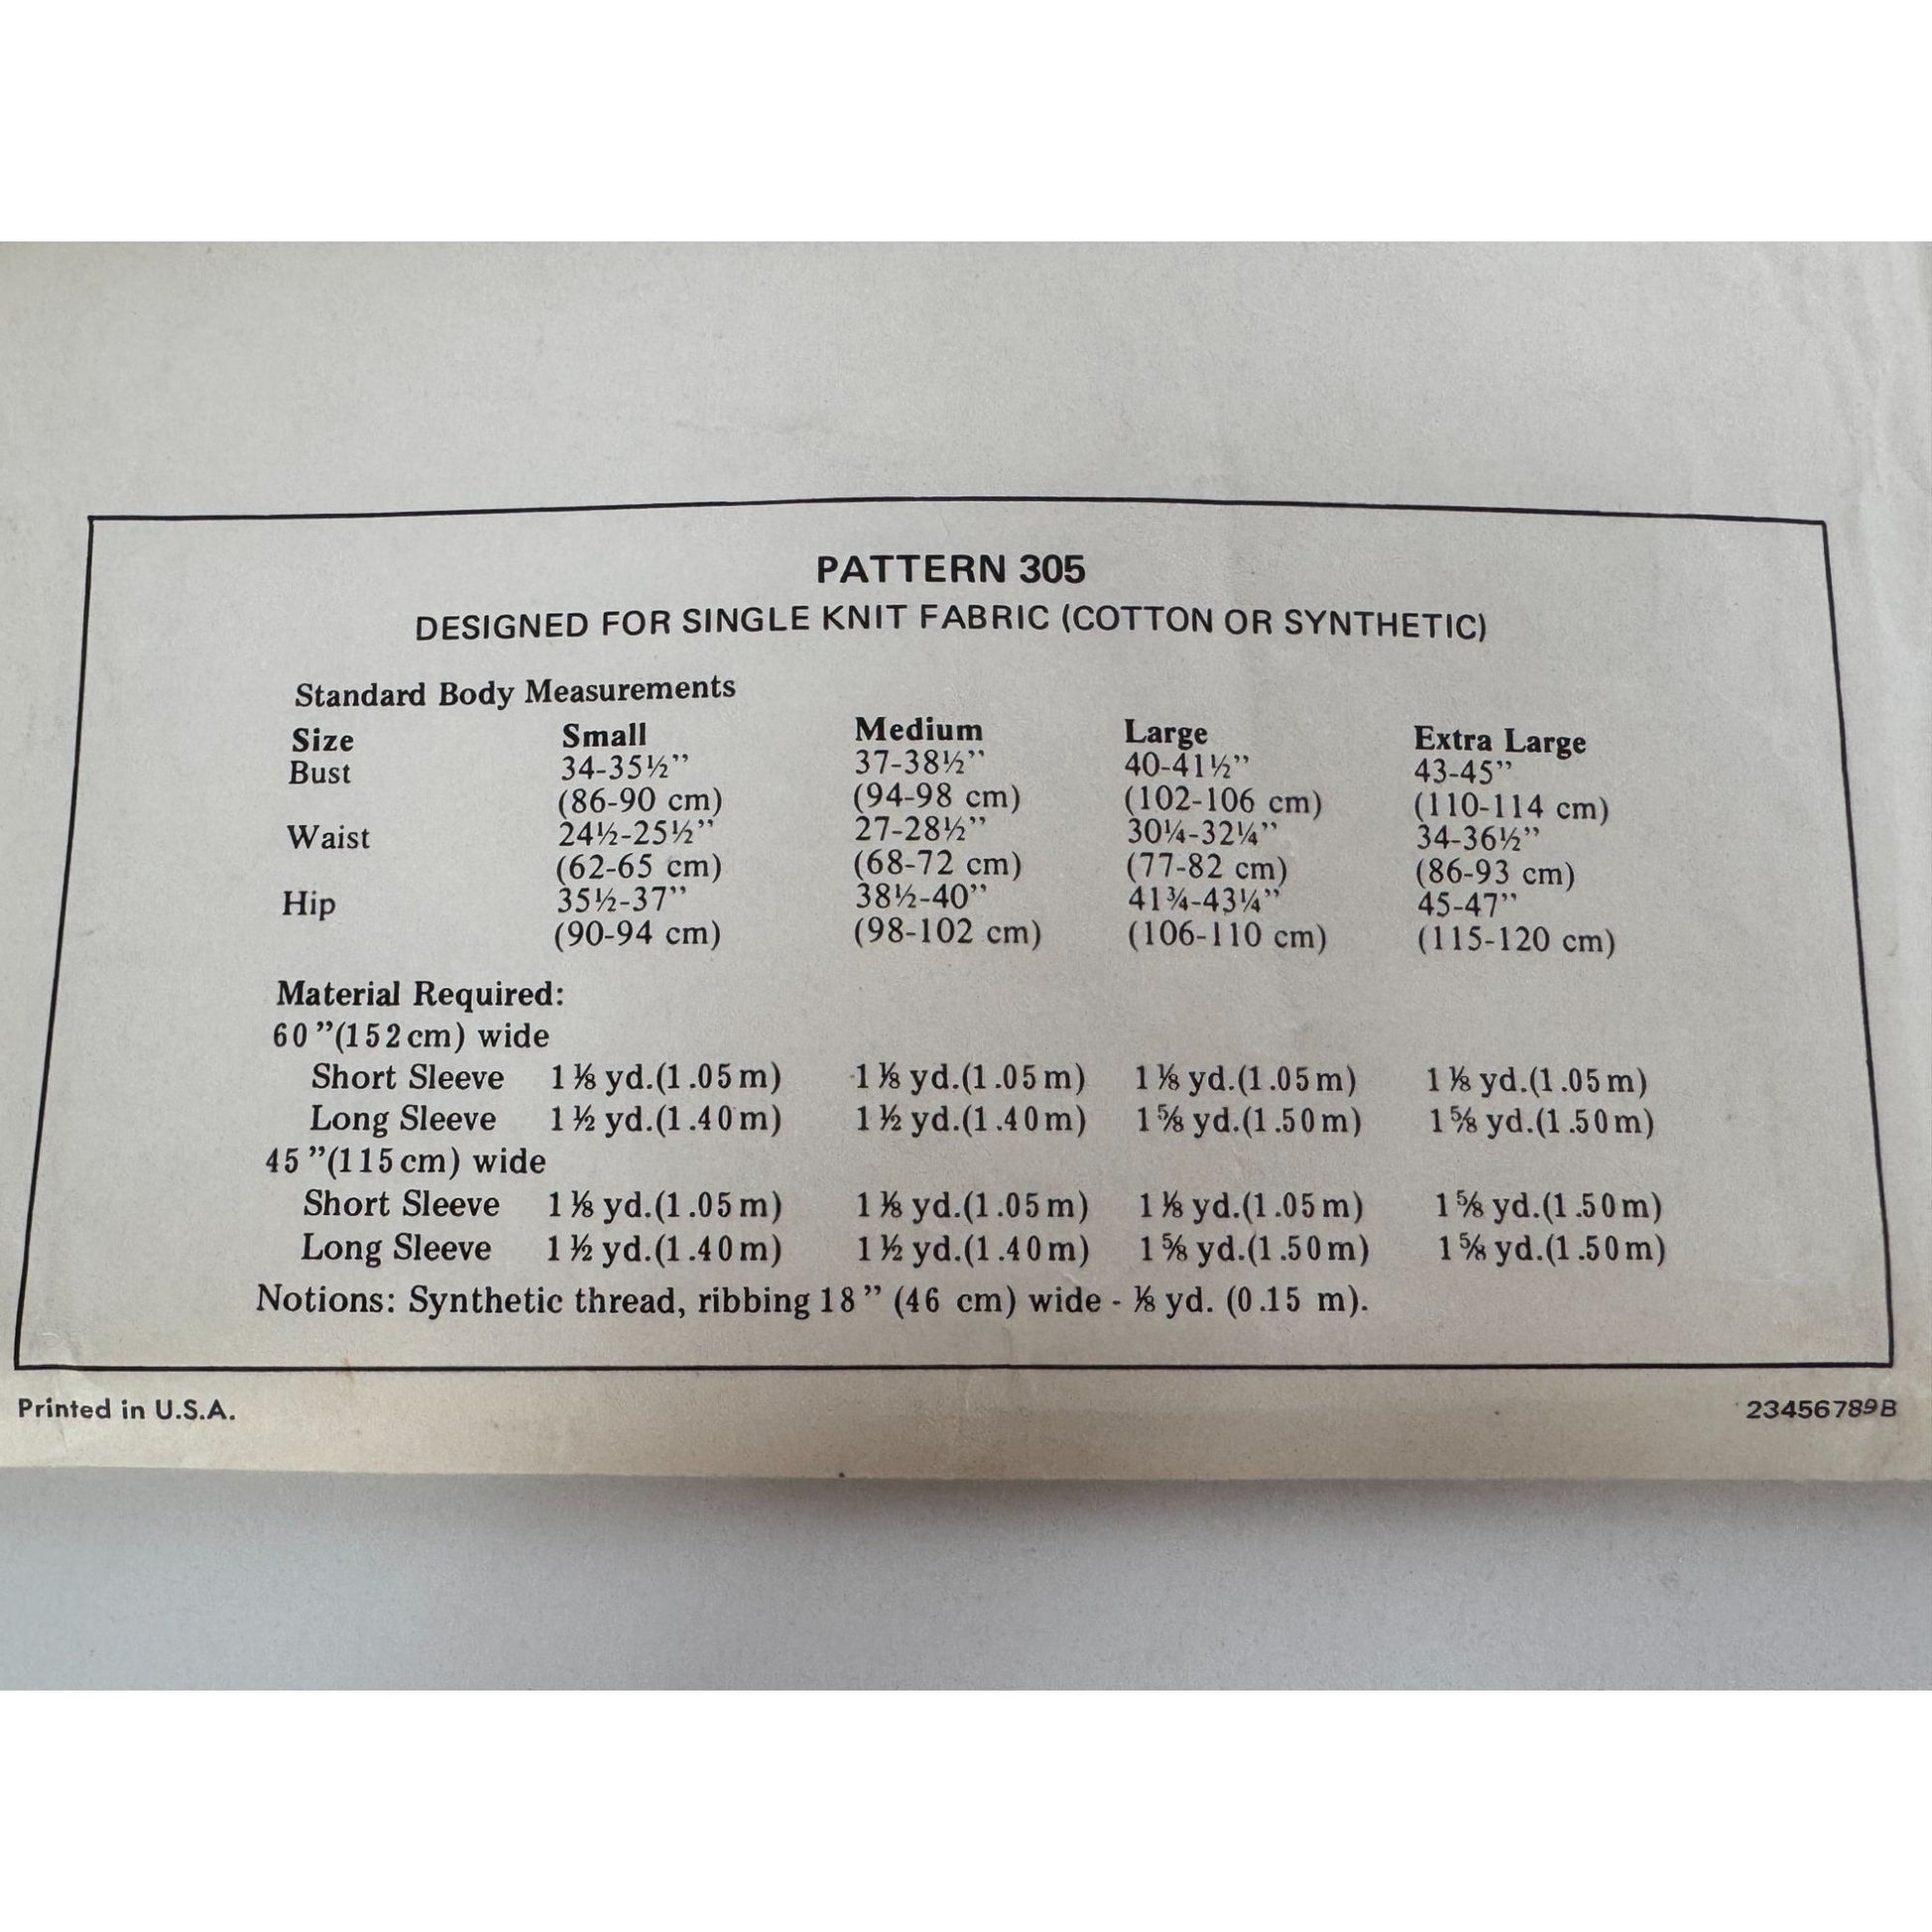 PATTERN 305
DESIGNED FOR SINGLE KNIT FABRIC (COTTON OR SYNTHETIC)
Standard Body Measurements
Size Small Medium Large Extra Large
Bust 34-35½” 37-38½” 40-41½” 43-45”
(86-90 cm) (94-98 cm) (102-106 cm) (110-114 cm)
Waist 24½-25½” 27-28½” 30¼-32¼” 34-36½”
(62-65 cm) (68-72 cm) (77-82 cm) (86-93 cm)
Hip 35½-37” 38½-40” 41¾-43¼” 45-47”
(90-94 cm) (98-102 cm) (106-110 cm) (115-120 cm)
Material Required:
60”(152cm) wide
Short Sleeve 1⅛ yd.(1.05m) 1⅛ yd.(1.05m) 1⅛ yd.(1.05m) 1⅛ yd.(1.05m)
Long Sleeve 1½ yd.(1.40m) 1½ yd.(1.40m) 1⅝ yd.(1.50m) 1⅝ yd.(1.50m)
45”(115cm) wide
Short Sleeve 1⅛ yd.(1.05m) 1⅛ yd.(1.05m) 1⅛ yd.(1.05m) 1⅝ yd.(1.50m)
Long Sleeve 1½ yd.(1.40m) 1½ yd.(1.40m) 1⅝ yd.(1.50m) 1⅝ yd.(1.50m)
Notions: Synthetic thread, ribbing 18” (46 cm) wide - ⅛ yd. (0.15 m).
Printed in U.S.A. 23456789B